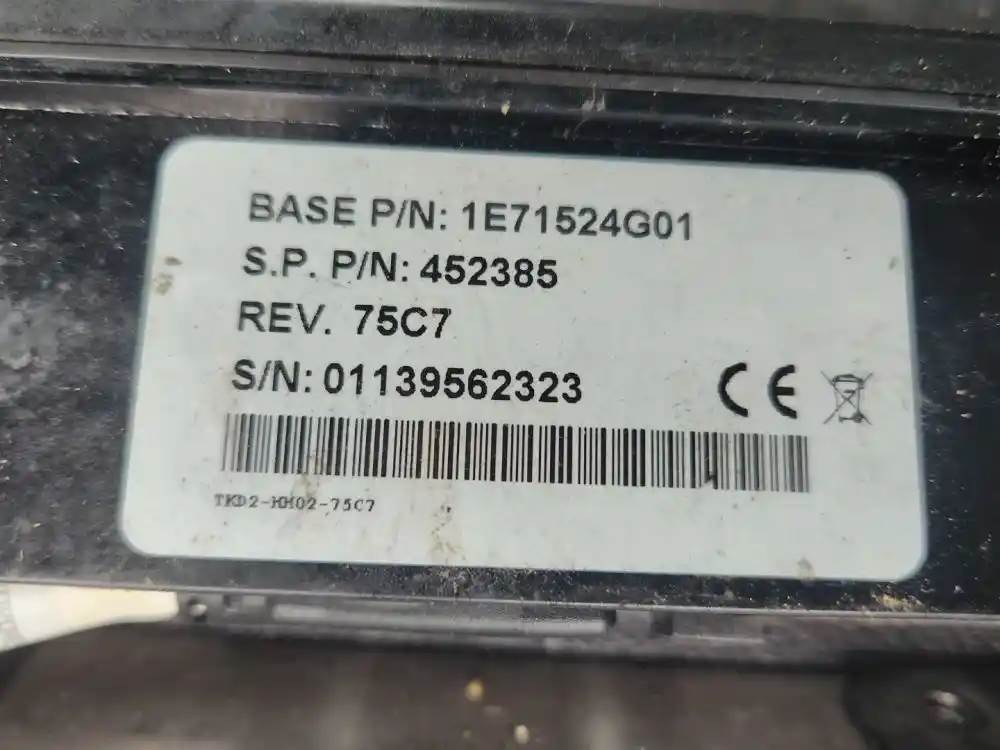 BASE P/N: 1E71524G01
S.P. P/N: 452385
REV. 75C7
S/N: 01139562323
CE
TKD2-HH02-75C7